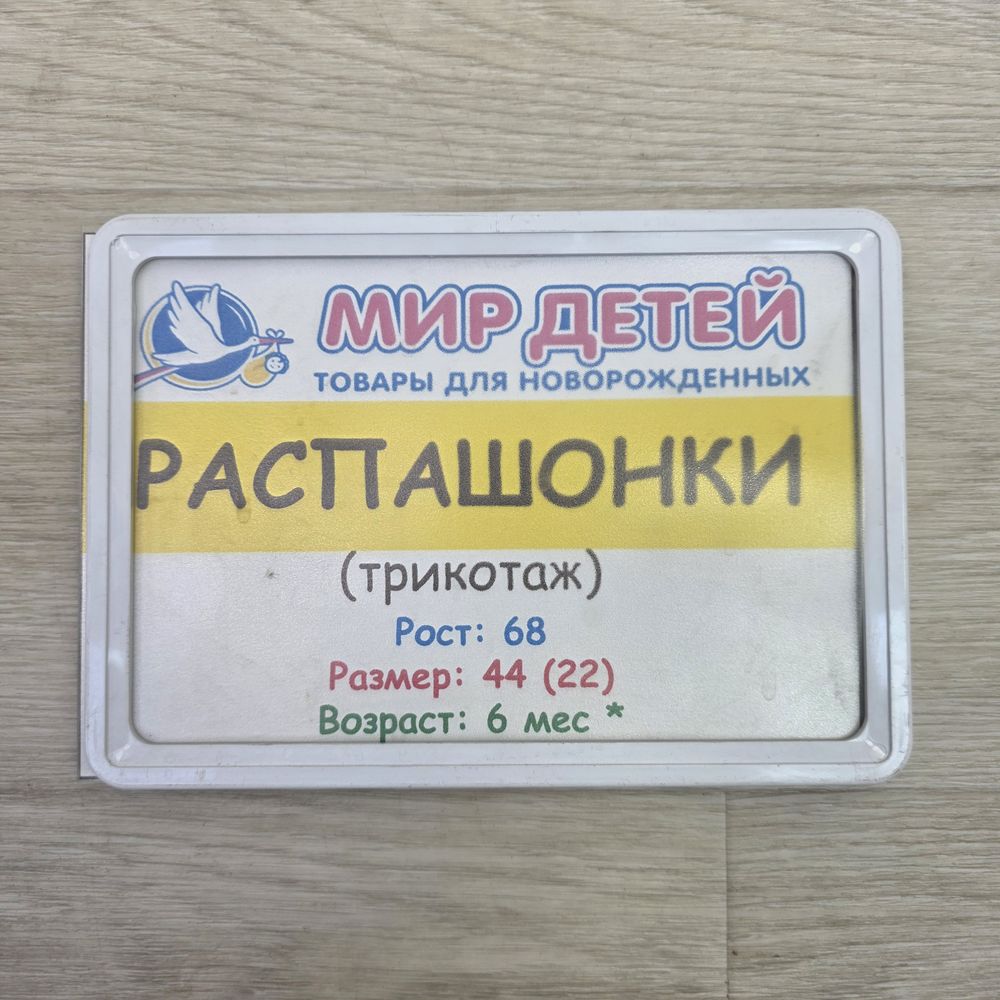 МИР ДЕТЕЙ
ТОВАРЫ ДЛЯ НОВОРОЖДЕННЫХ
РАСПАШОНКИ
(трикотаж)
Рост: 68
Размер: 44 (22)
Возраст: 6 мес *